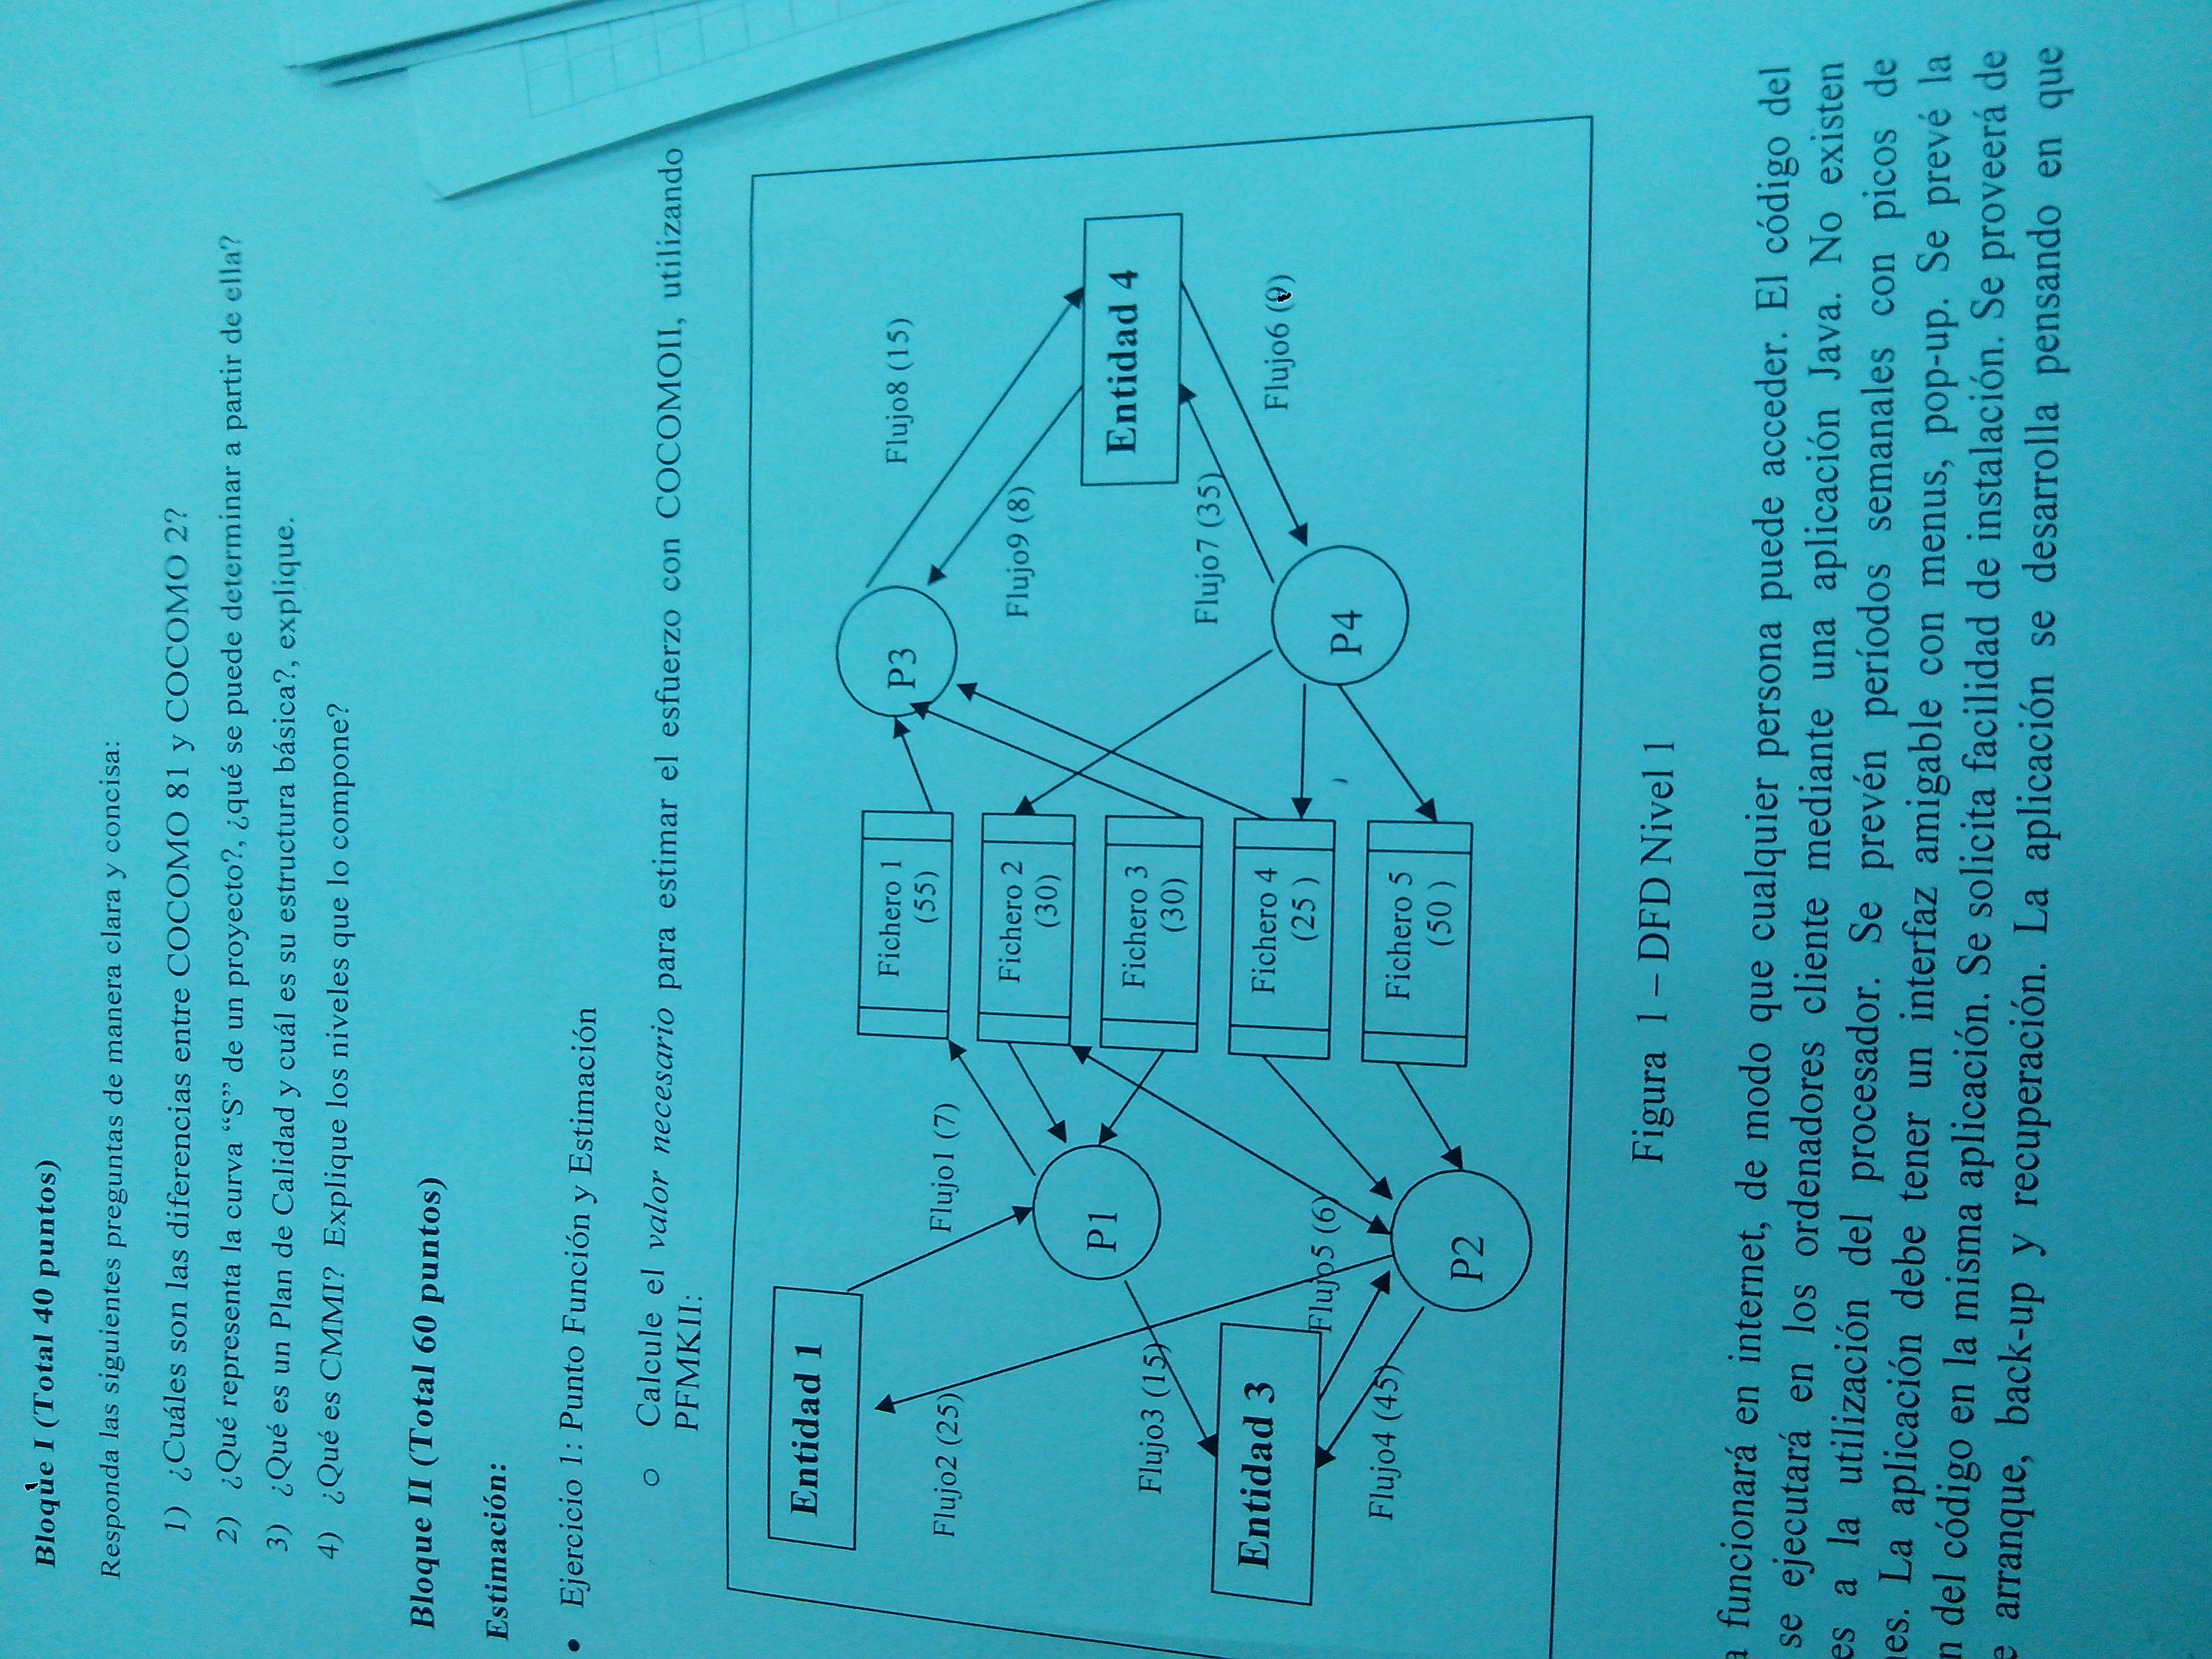 Bloque I (Total 40 puntos)
Responda las siguientes preguntas de manera clara y concisa:
1) ¿Cuáles son las diferencias entre COCOMO 81 y COCOMO 2?
2) ¿Qué representa la curva “S” de un proyecto?, ¿qué se puede determinar a partir de ella?
3) ¿Qué es un Plan de Calidad y cuál es su estructura básica?, explique.
4) ¿Qué es CMMI? Explique los niveles que lo compone?
Bloque II (Total 60 puntos)
Estimación:
• Ejercicio 1: Punto Función y Estimación
o Calcule el valor necesario para estimar el esfuerzo con COCOMOII, utilizando
PFMKII:
Entidad 1
Flujo2 (25)
Flujo1 (7)
Fichero 1
(55)
P3
Flujo8 (15)
Fichero 2
(30)
Flujo9 (8)
P1
Flujo3 (15)
Fichero 3
(30)
Entidad 4
Entidad 3
Flujo7 (35)
Flujo5 (6)
Fichero 4
(25 )
Flujo6 (9)
P4
Flujo4 (45)
Fichero 5
(50 )
P2
Figura 1 – DFD Nivel 1
funcionará en internet, de modo que cualquier persona puede acceder. El código del
se ejecutará en los ordenadores cliente mediante una aplicación Java. No existen
a la utilización del procesador. Se prevén períodos semanales con picos de
La aplicación debe tener un interfaz amigable con menus, pop-up. Se prevé la
del código en la misma aplicación. Se solicita facilidad de instalación. Se proveerá de
arranque, back-up y recuperación. La aplicación se desarrolla pensando en que